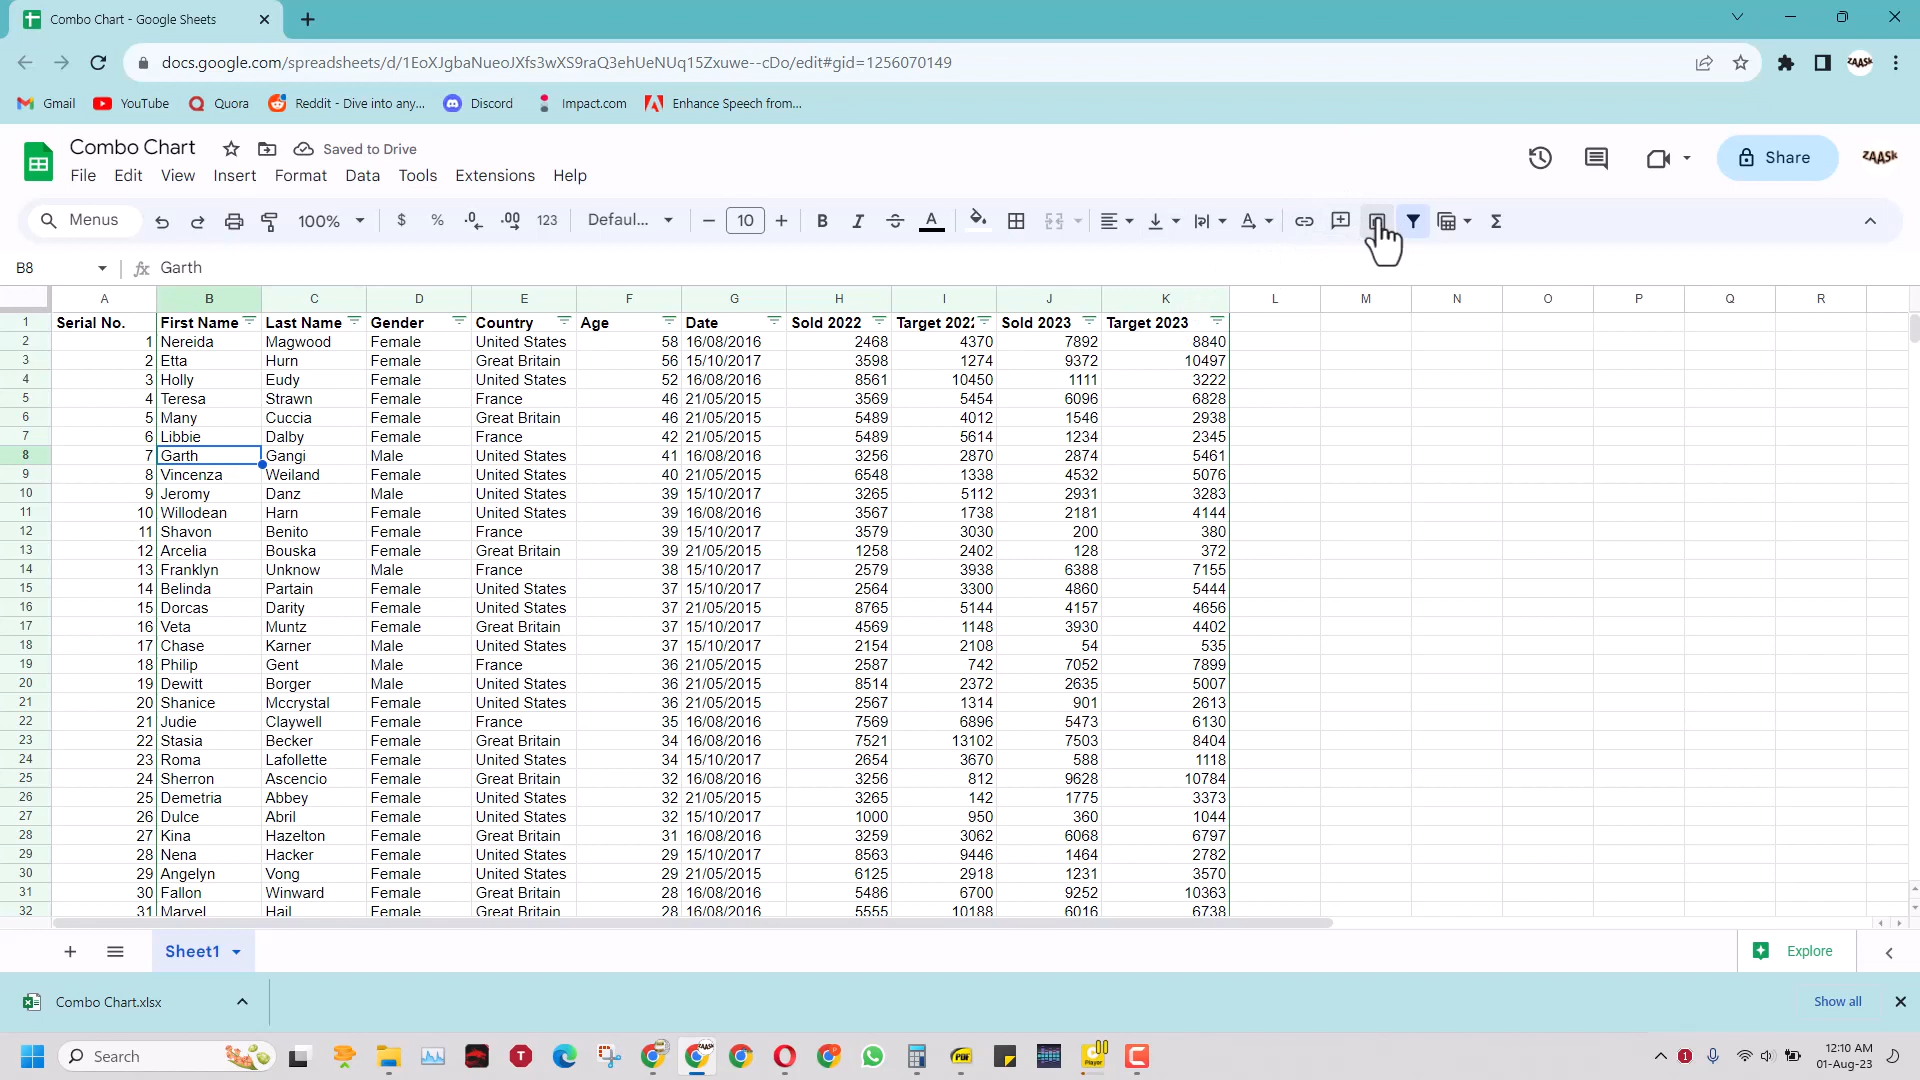 Combo Chart - Google Sheets
docs.google.com/spreadsheets/d/1EoXJgbaNueoJXfs3wXS9raQ3ehUeNUq15Zxuwe--cDo/edit#gid=1256070149
Gmail YouTube Quora Reddit - Dive into any... Discord Impact.com Enhance Speech from...
Combo Chart Saved to Drive
File Edit View Insert Format Data Tools Extensions Help
Share ZAASk
Menus 100% $ % .0 .00 123 Defaul... 10 B I S A
B8 fx Garth
A B C D E F G H I J K L M N O P Q R
1 Serial No. First Name Last Name Gender Country Age Date Sold 2022 Target 2022 Sold 2023 Target 2023
2 1 Nereida Magwood Female United States 58 16/08/2016 2468 4370 7892 8840
3 2 Etta Hurn Female Great Britain 56 15/10/2017 3598 1274 9372 10497
4 3 Holly Eudy Female United States 52 16/08/2016 8561 10450 1111 3222
5 4 Teresa Strawn Female France 46 21/05/2015 3569 5454 6096 6828
6 5 Many Cuccia Female Great Britain 46 21/05/2015 5489 4012 1546 2938
7 6 Libbie Dalby Female France 42 21/05/2015 5489 5614 1234 2345
8 7 Garth Gangi Male United States 41 16/08/2016 3256 2870 2874 5461
9 8 Vincenza Weiland Female United States 40 21/05/2015 6548 1338 4532 5076
10 9 Jeromy Danz Male United States 39 15/10/2017 3265 5112 2931 3283
11 10 Willodean Harn Female United States 39 16/08/2016 3567 1738 2181 4144
12 11 Shavon Benito Female France 39 15/10/2017 3579 3030 200 380
13 12 Arcelia Bouska Female Great Britain 39 21/05/2015 1258 2402 128 372
14 13 Franklyn Unknow Male France 38 15/10/2017 2579 3938 6388 7155
15 14 Belinda Partain Female United States 37 15/10/2017 2564 3300 4860 5444
16 15 Dorcas Darity Female United States 37 21/05/2015 8765 5144 4157 4656
17 16 Veta Muntz Female Great Britain 37 15/10/2017 4569 1148 3930 4402
18 17 Chase Karner Male United States 37 15/10/2017 2154 2108 54 535
19 18 Philip Gent Male France 36 21/05/2015 2587 742 7052 7899
20 19 Dewitt Borger Male United States 36 21/05/2015 8514 2372 2635 5007
21 20 Shanice Mccrystal Female United States 36 21/05/2015 2567 1314 901 2613
22 21 Judie Claywell Female France 35 16/08/2016 7569 6896 5473 6130
23 22 Stasia Becker Female Great Britain 34 16/08/2016 7521 13102 7503 8404
24 23 Roma Lafollette Female United States 34 15/10/2017 2654 3670 588 1118
25 24 Sherron Ascencio Female Great Britain 32 16/08/2016 3256 812 9628 10784
26 25 Demetria Abbey Female United States 32 21/05/2015 3265 142 1775 3373
27 26 Dulce Abril Female United States 32 15/10/2017 1000 950 360 1044
28 27 Kina Hazelton Female Great Britain 31 16/08/2016 3259 3062 6068 6797
29 28 Nena Hacker Female United States 29 15/10/2017 8563 9446 1464 2782
30 29 Angelyn Vong Female United States 29 21/05/2015 6125 2918 1231 3570
31 30 Fallon Winward Female Great Britain 28 16/08/2016 5486 6700 9252 10363
32 31 Marvel Hail Female Great Britain 28 16/08/2016 5555 10188 6016 6738
Sheet1 Explore
Combo Chart.xlsx Show all
Search 12:10 AM
01-Aug-23